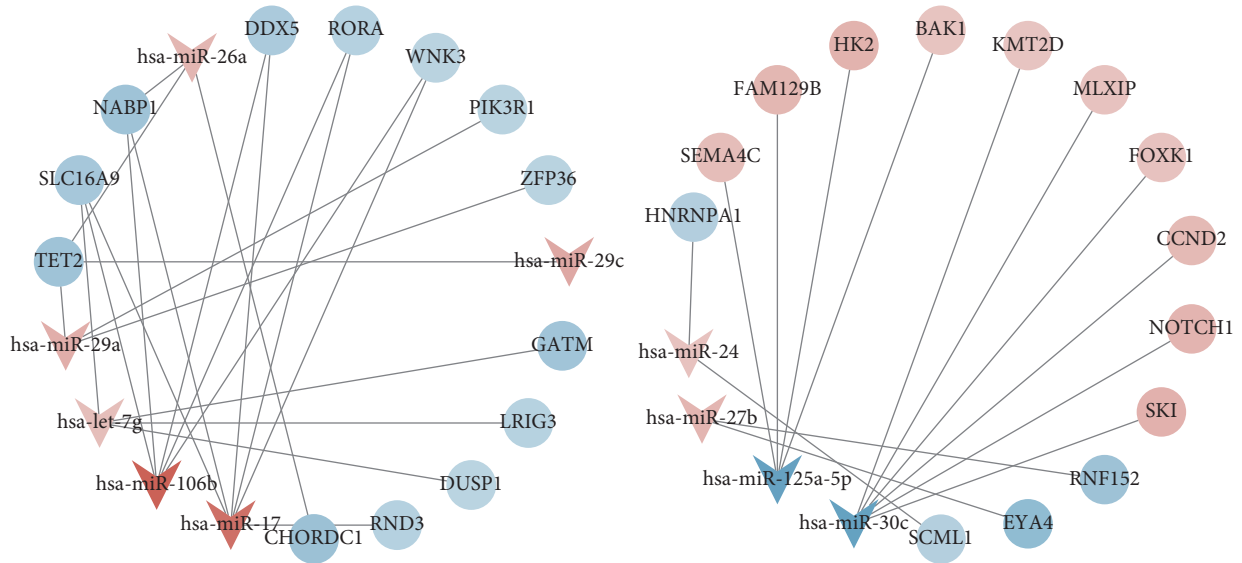 DDX5
RORA
hsa-miR-26a
WNK3
NABP1
PIK3R1
SLC16A9
ZFP36
TET2
hsa-miR-29c
hsa-miR-29a
GATM
hsa-let-7g
LRIG3
hsa-miR-106b
DUSP1
hsa-miR-17
RND3
CHORDC1
BAK1
HK2
KMT2D
FAM129B
MLXIP
SEMA4C
FOXK1
HNRNPA1
CCND2
NOTCH1
hsa-miR-24
SKI
hsa-miR-27b
hsa-miR-125a-5p
RNF152
hsa-miR-30c
EYA4
SCML1